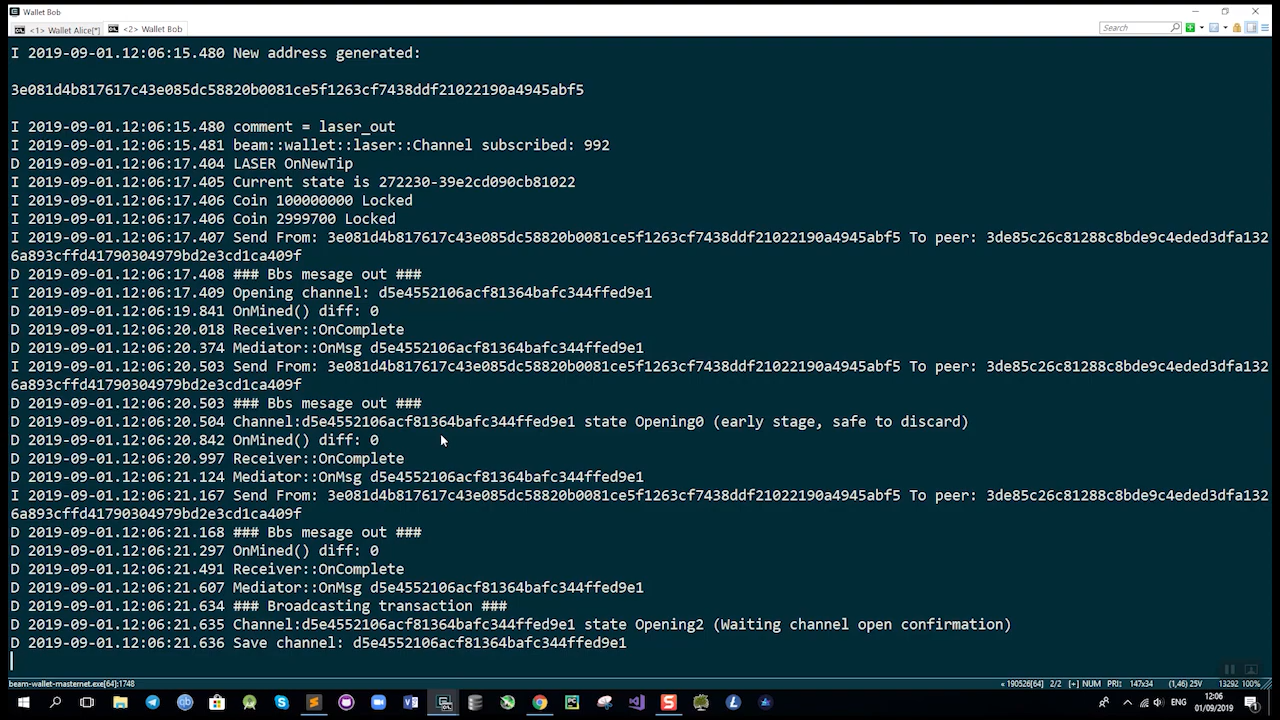 Wallet Bob
<1> Wallet Alice[*]
<2> Wallet Bob
Search
I 2019-09-01.12:06:15.480 New address generated:
3e081d4b817617c43e085dc58820b0081ce5f1263cf7438ddf21022190a4945abf5
I 2019-09-01.12:06:15.480 comment = laser_out
I 2019-09-01.12:06:15.481 beam::wallet::laser::Channel subscribed: 992
D 2019-09-01.12:06:17.404 LASER OnNewTip
I 2019-09-01.12:06:17.405 Current state is 272230-39e2cd090cb81022
I 2019-09-01.12:06:17.406 Coin 100000000 Locked
I 2019-09-01.12:06:17.406 Coin 2999700 Locked
I 2019-09-01.12:06:17.407 Send From: 3e081d4b817617c43e085dc58820b0081ce5f1263cf7438ddf21022190a4945abf5 To peer: 3de85c26c81288c8bde9c4eded3dfa132
6a893cffd41790304979bd2e3cd1ca409f
D 2019-09-01.12:06:17.408 ### Bbs mesage out ###
I 2019-09-01.12:06:17.409 Opening channel: d5e4552106acf81364bafc344ffed9e1
D 2019-09-01.12:06:19.841 OnMined() diff: 0
D 2019-09-01.12:06:20.018 Receiver::OnComplete
D 2019-09-01.12:06:20.374 Mediator::OnMsg d5e4552106acf81364bafc344ffed9e1
I 2019-09-01.12:06:20.503 Send From: 3e081d4b817617c43e085dc58820b0081ce5f1263cf7438ddf21022190a4945abf5 To peer: 3de85c26c81288c8bde9c4eded3dfa132
6a893cffd41790304979bd2e3cd1ca409f
D 2019-09-01.12:06:20.503 ### Bbs mesage out ###
D 2019-09-01.12:06:20.504 Channel:d5e4552106acf81364bafc344ffed9e1 state Opening0 (early stage, safe to discard)
D 2019-09-01.12:06:20.842 OnMined() diff: 0
D 2019-09-01.12:06:20.997 Receiver::OnComplete
D 2019-09-01.12:06:21.124 Mediator::OnMsg d5e4552106acf81364bafc344ffed9e1
I 2019-09-01.12:06:21.167 Send From: 3e081d4b817617c43e085dc58820b0081ce5f1263cf7438ddf21022190a4945abf5 To peer: 3de85c26c81288c8bde9c4eded3dfa132
6a893cffd41790304979bd2e3cd1ca409f
D 2019-09-01.12:06:21.168 ### Bbs mesage out ###
D 2019-09-01.12:06:21.297 OnMined() diff: 0
D 2019-09-01.12:06:21.491 Receiver::OnComplete
D 2019-09-01.12:06:21.607 Mediator::OnMsg d5e4552106acf81364bafc344ffed9e1
D 2019-09-01.12:06:21.634 ### Broadcasting transaction ###
D 2019-09-01.12:06:21.635 Channel:d5e4552106acf81364bafc344ffed9e1 state Opening2 (Waiting channel open confirmation)
D 2019-09-01.12:06:21.636 Save channel: d5e4552106acf81364bafc344ffed9e1
beam-wallet-masternet.exe[64]:1748
« 190526[64] 2/2 [+] NUM PRI: 147x34 (1,46) 25V 13292 100%
ENG
12:06
01/09/2019